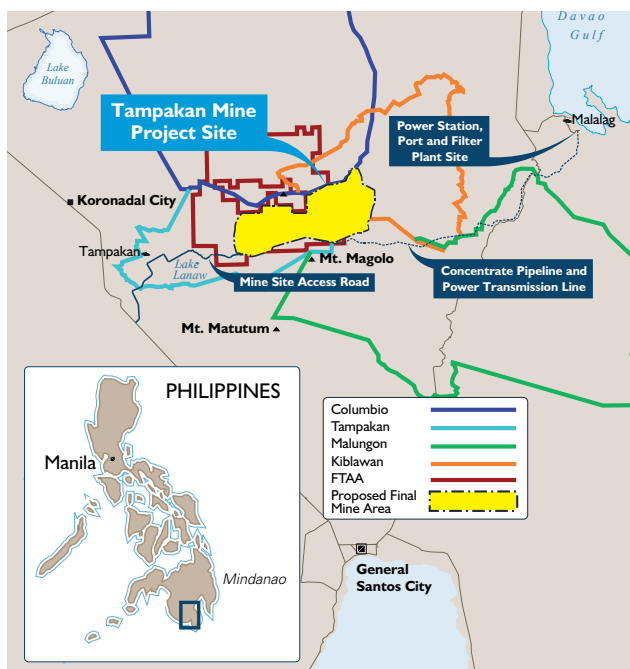 Davao
Gulf
Lake
Buluan
Tampakan Mine
Project Site
Power Station,
Port and Filter
Plant Site
Malalag
Koronadal City
Tampakan
Lake
Lanaw
Mt. Magolo
Mine Site Access Road
Concentrate Pipeline and
Power Transmission Line
Mt. Matutum
PHILIPPINES
Manila
Mindanao
Columbio
Tampakan
Malungon
Kiblawan
FTAA
Proposed Final
Mine Area
General
Santos City